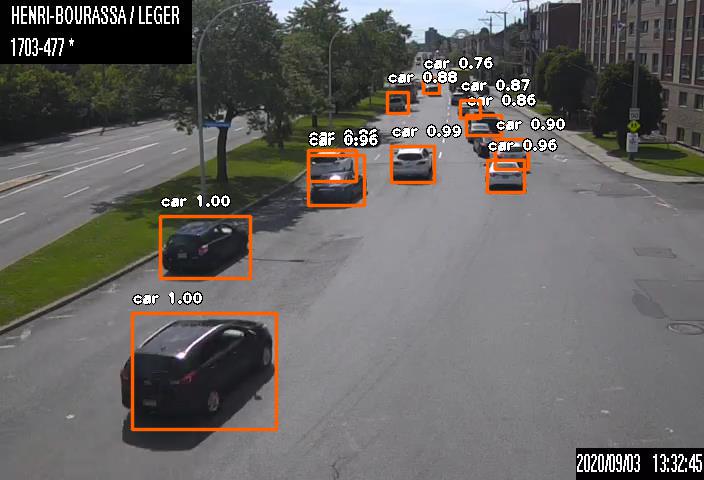 HENRI-BOURASSA / LEGER
1703-477 *
car 0.76
car 0.88
car 0.87
car 0.86
car 0.90
car 0.99
car 0.96
car 0.96
car 1.00
car 1.00
2020/09/03 13:32:45